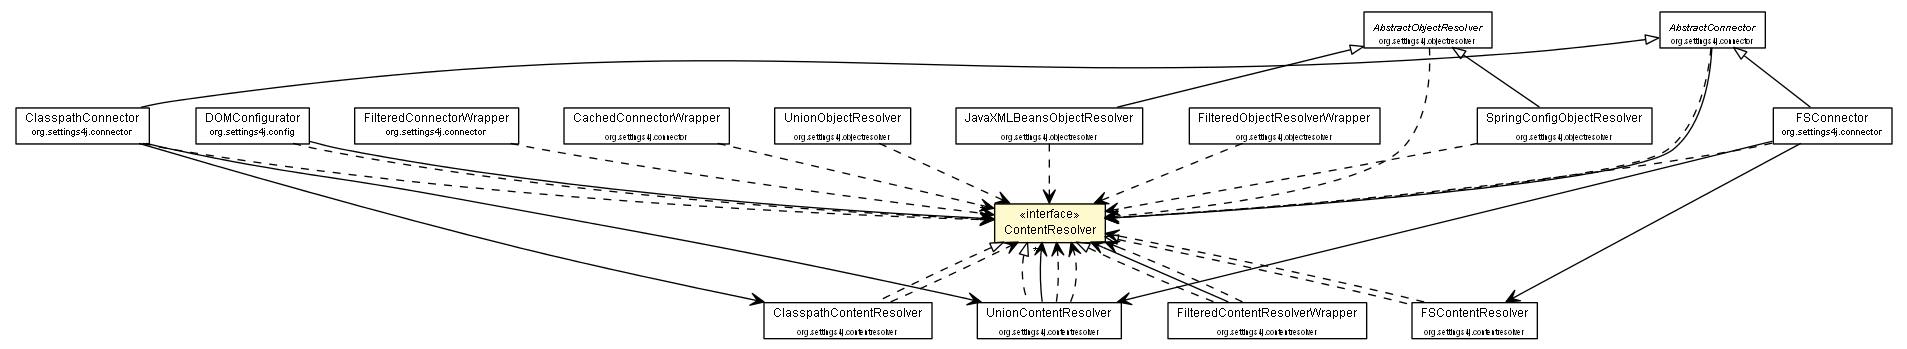 AbstractObjectResolver
org.settings4j.objectresolver
AbstractConnector
org.settings4j.connector
ClasspathConnector
org.settings4j.connector
DOMConfigurator
org.settings4j.config
FilteredConnectorWrapper
org.settings4j.connector
CachedConnectorWrapper
org.settings4j.connector
UnionObjectResolver
org.settings4j.objectresolver
JavaXMLBeansObjectResolver
org.settings4j.objectresolver
FilteredObjectResolverWrapper
org.settings4j.objectresolver
SpringConfigObjectResolver
org.settings4j.objectresolver
FSConnector
org.settings4j.connector
«interface»
ContentResolver
ClasspathContentResolver
org.settings4j.contentresolver
UnionContentResolver
org.settings4j.contentresolver
FilteredContentResolverWrapper
org.settings4j.contentresolver
FSContentResolver
org.settings4j.contentresolver